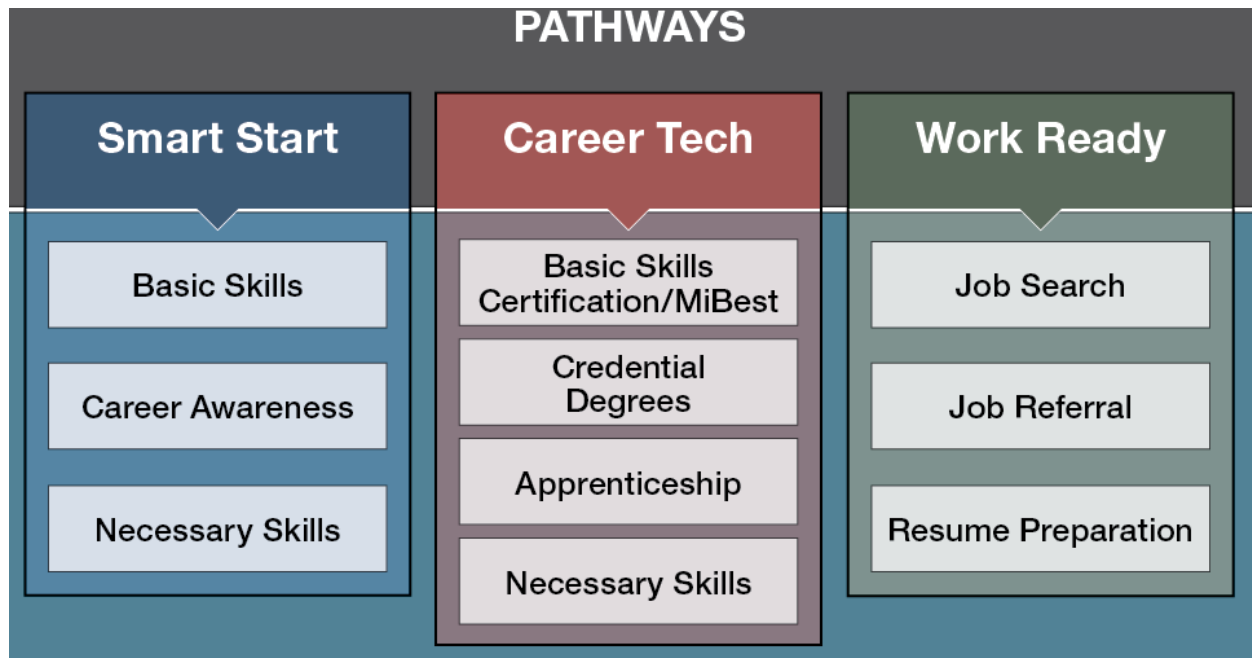 PATHWAYS
Smart Start
Basic Skills
Career Awareness
Necessary Skills
Career Tech
Basic Skills
Certification/MiBest
Credential
Degrees
Apprenticeship
Necessary Skills
Work Ready
Job Search
Job Referral
Resume Preparation